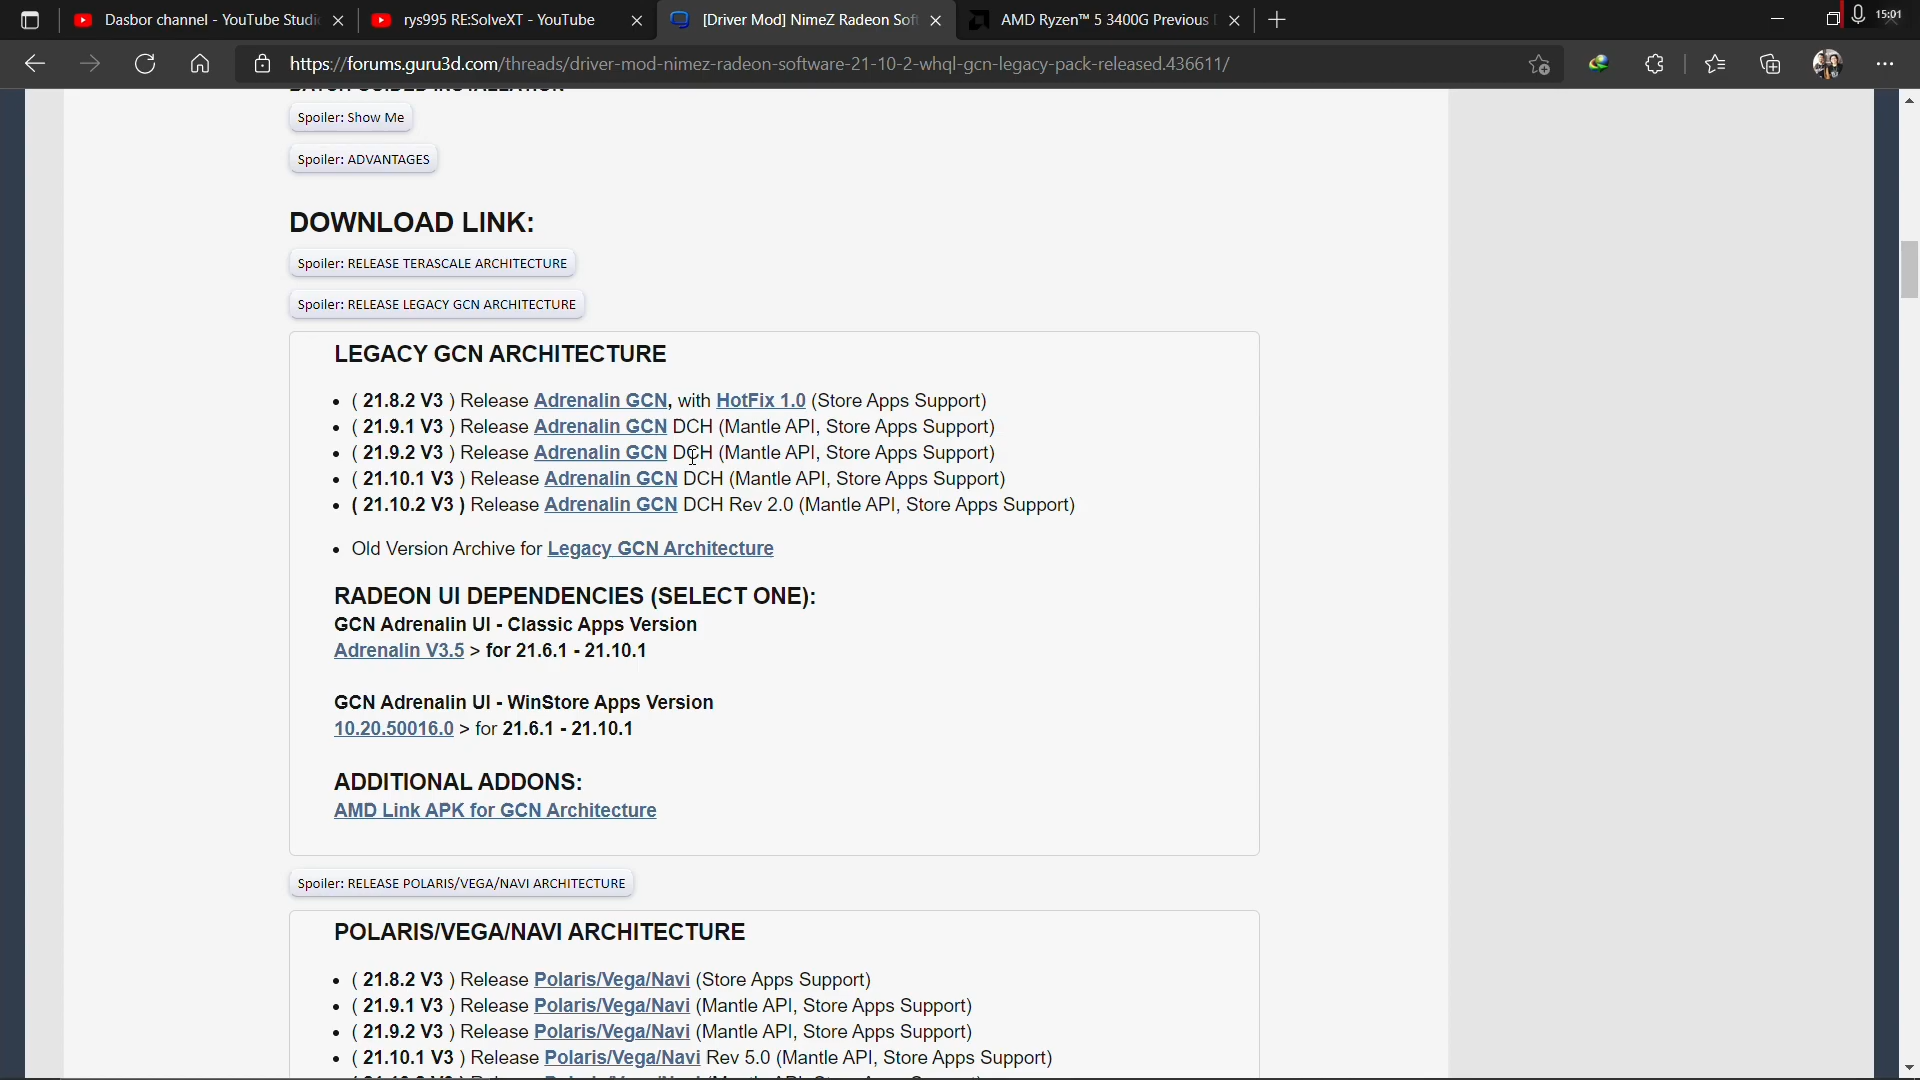 Dasbor channel - YouTube Studi
rys995 RE:SolveXT - YouTube
[Driver Mod] NimeZ Radeon Sof
AMD Ryzen™ 5 3400G Previous
15:01
https://forums.guru3d.com/threads/driver-mod-nimez-radeon-software-21-10-2-whql-gcn-legacy-pack-released.436611/
Spoiler: Show Me
Spoiler: ADVANTAGES
DOWNLOAD LINK:
Spoiler: RELEASE TERASCALE ARCHITECTURE
Spoiler: RELEASE LEGACY GCN ARCHITECTURE
LEGACY GCN ARCHITECTURE
• ( 21.8.2 V3 ) Release Adrenalin GCN, with HotFix 1.0 (Store Apps Support)
• ( 21.9.1 V3 ) Release Adrenalin GCN DCH (Mantle API, Store Apps Support)
• ( 21.9.2 V3 ) Release Adrenalin GCN DCH (Mantle API, Store Apps Support)
• ( 21.10.1 V3 ) Release Adrenalin GCN DCH (Mantle API, Store Apps Support)
• ( 21.10.2 V3 ) Release Adrenalin GCN DCH Rev 2.0 (Mantle API, Store Apps Support)
• Old Version Archive for Legacy GCN Architecture
RADEON UI DEPENDENCIES (SELECT ONE):
GCN Adrenalin UI - Classic Apps Version
Adrenalin V3.5 > for 21.6.1 - 21.10.1
GCN Adrenalin UI - WinStore Apps Version
10.20.50016.0 > for 21.6.1 - 21.10.1
ADDITIONAL ADDONS:
AMD Link APK for GCN Architecture
Spoiler: RELEASE POLARIS/VEGA/NAVI ARCHITECTURE
POLARIS/VEGA/NAVI ARCHITECTURE
• ( 21.8.2 V3 ) Release Polaris/Vega/Navi (Store Apps Support)
• ( 21.9.1 V3 ) Release Polaris/Vega/Navi (Mantle API, Store Apps Support)
• ( 21.9.2 V3 ) Release Polaris/Vega/Navi (Mantle API, Store Apps Support)
• ( 21.10.1 V3 ) Release Polaris/Vega/Navi Rev 5.0 (Mantle API, Store Apps Support)